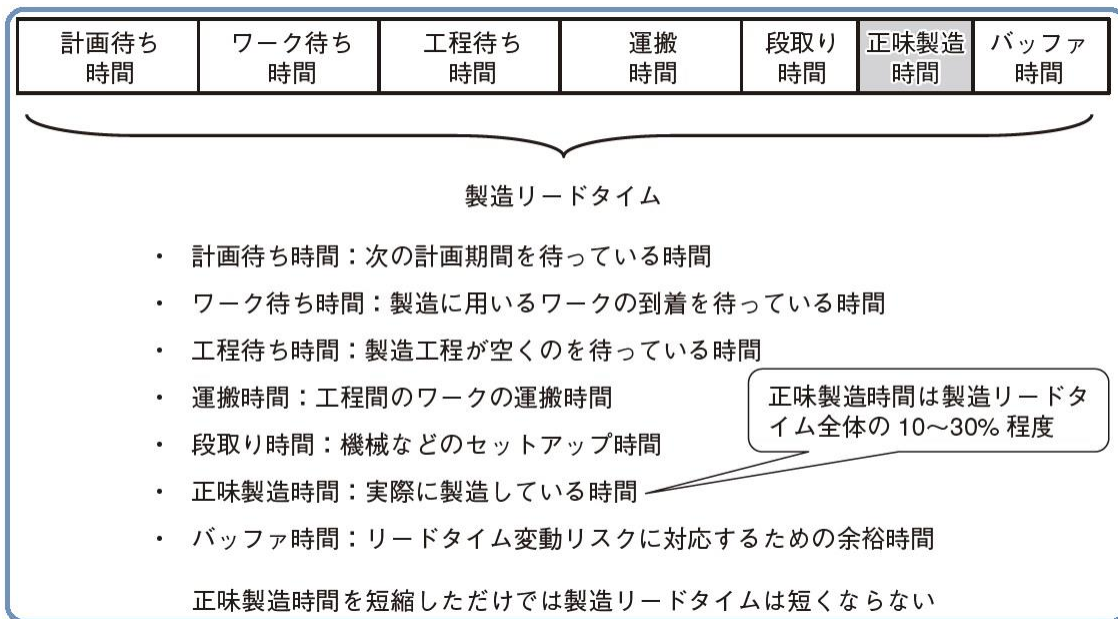 計画待ち
時間
ワーク待ち
時間
工程待ち
時間
運搬
時間
段取り
時間
正味製造
時間
バッファ
時間
製造リードタイム
・ 計画待ち時間：次の計画期間を待っている時間
・ ワーク待ち時間：製造に用いるワークの到着を待っている時間
・ 工程待ち時間：製造工程が空くのを待っている時間
・ 運搬時間：工程間のワークの運搬時間
・ 段取り時間：機械などのセットアップ時間
正味製造時間は製造リードタ
イム全体の 10〜30% 程度
・ 正味製造時間：実際に製造している時間
・ バッファ時間：リードタイム変動リスクに対応するための余裕時間
正味製造時間を短縮しただけでは製造リードタイムは短くならない